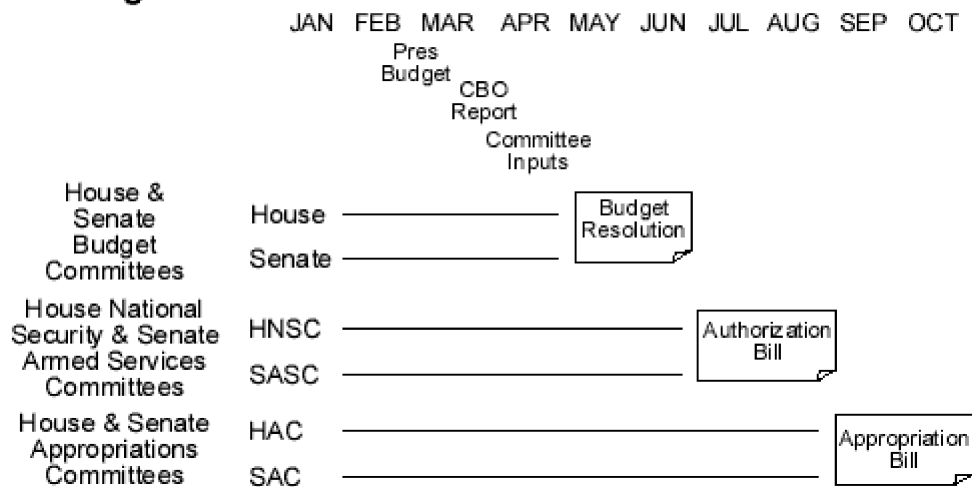 JAN FEB MAR APR MAY JUN JUL AUG SEP OCT
Pres
Budget
CBO
Report
Committee
Inputs
House &
Senate
Budget
Committees
House
Senate
Budget
Resolution
House National
Security & Senate
Armed Services
Committees
HNSC
SASC
Authorization
Bill
House & Senate
Appropriations
Committees
HAC
SAC
Appropriation
Bill